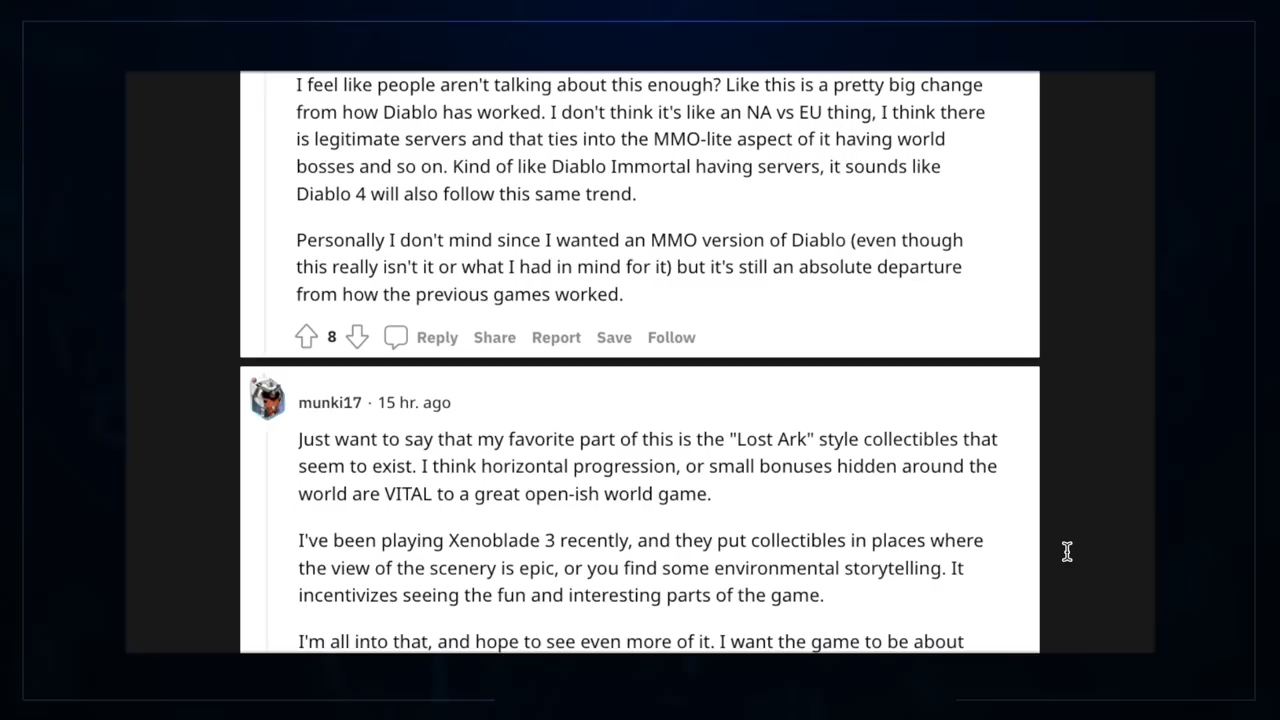 I feel like people aren't talking about this enough? Like this is a pretty big change
from how Diablo has worked. I don't think it's like an NA vs EU thing, I think there
is legitimate servers and that ties into the MMO-lite aspect of it having world
bosses and so on. Kind of like Diablo Immortal having servers, it sounds like
Diablo 4 will also follow this same trend.
Personally I don't mind since I wanted an MMO version of Diablo (even though
this really isn't it or what I had in mind for it) but it's still an absolute departure
from how the previous games worked.
8 Reply Share Report Save Follow
munki17 · 15 hr. ago
Just want to say that my favorite part of this is the "Lost Ark" style collectibles that
seem to exist. I think horizontal progression, or small bonuses hidden around the
world are VITAL to a great open-ish world game.
I've been playing Xenoblade 3 recently, and they put collectibles in places where
the view of the scenery is epic, or you find some environmental storytelling. It
incentivizes seeing the fun and interesting parts of the game.
I'm all into that, and hope to see even more of it. I want the game to be about